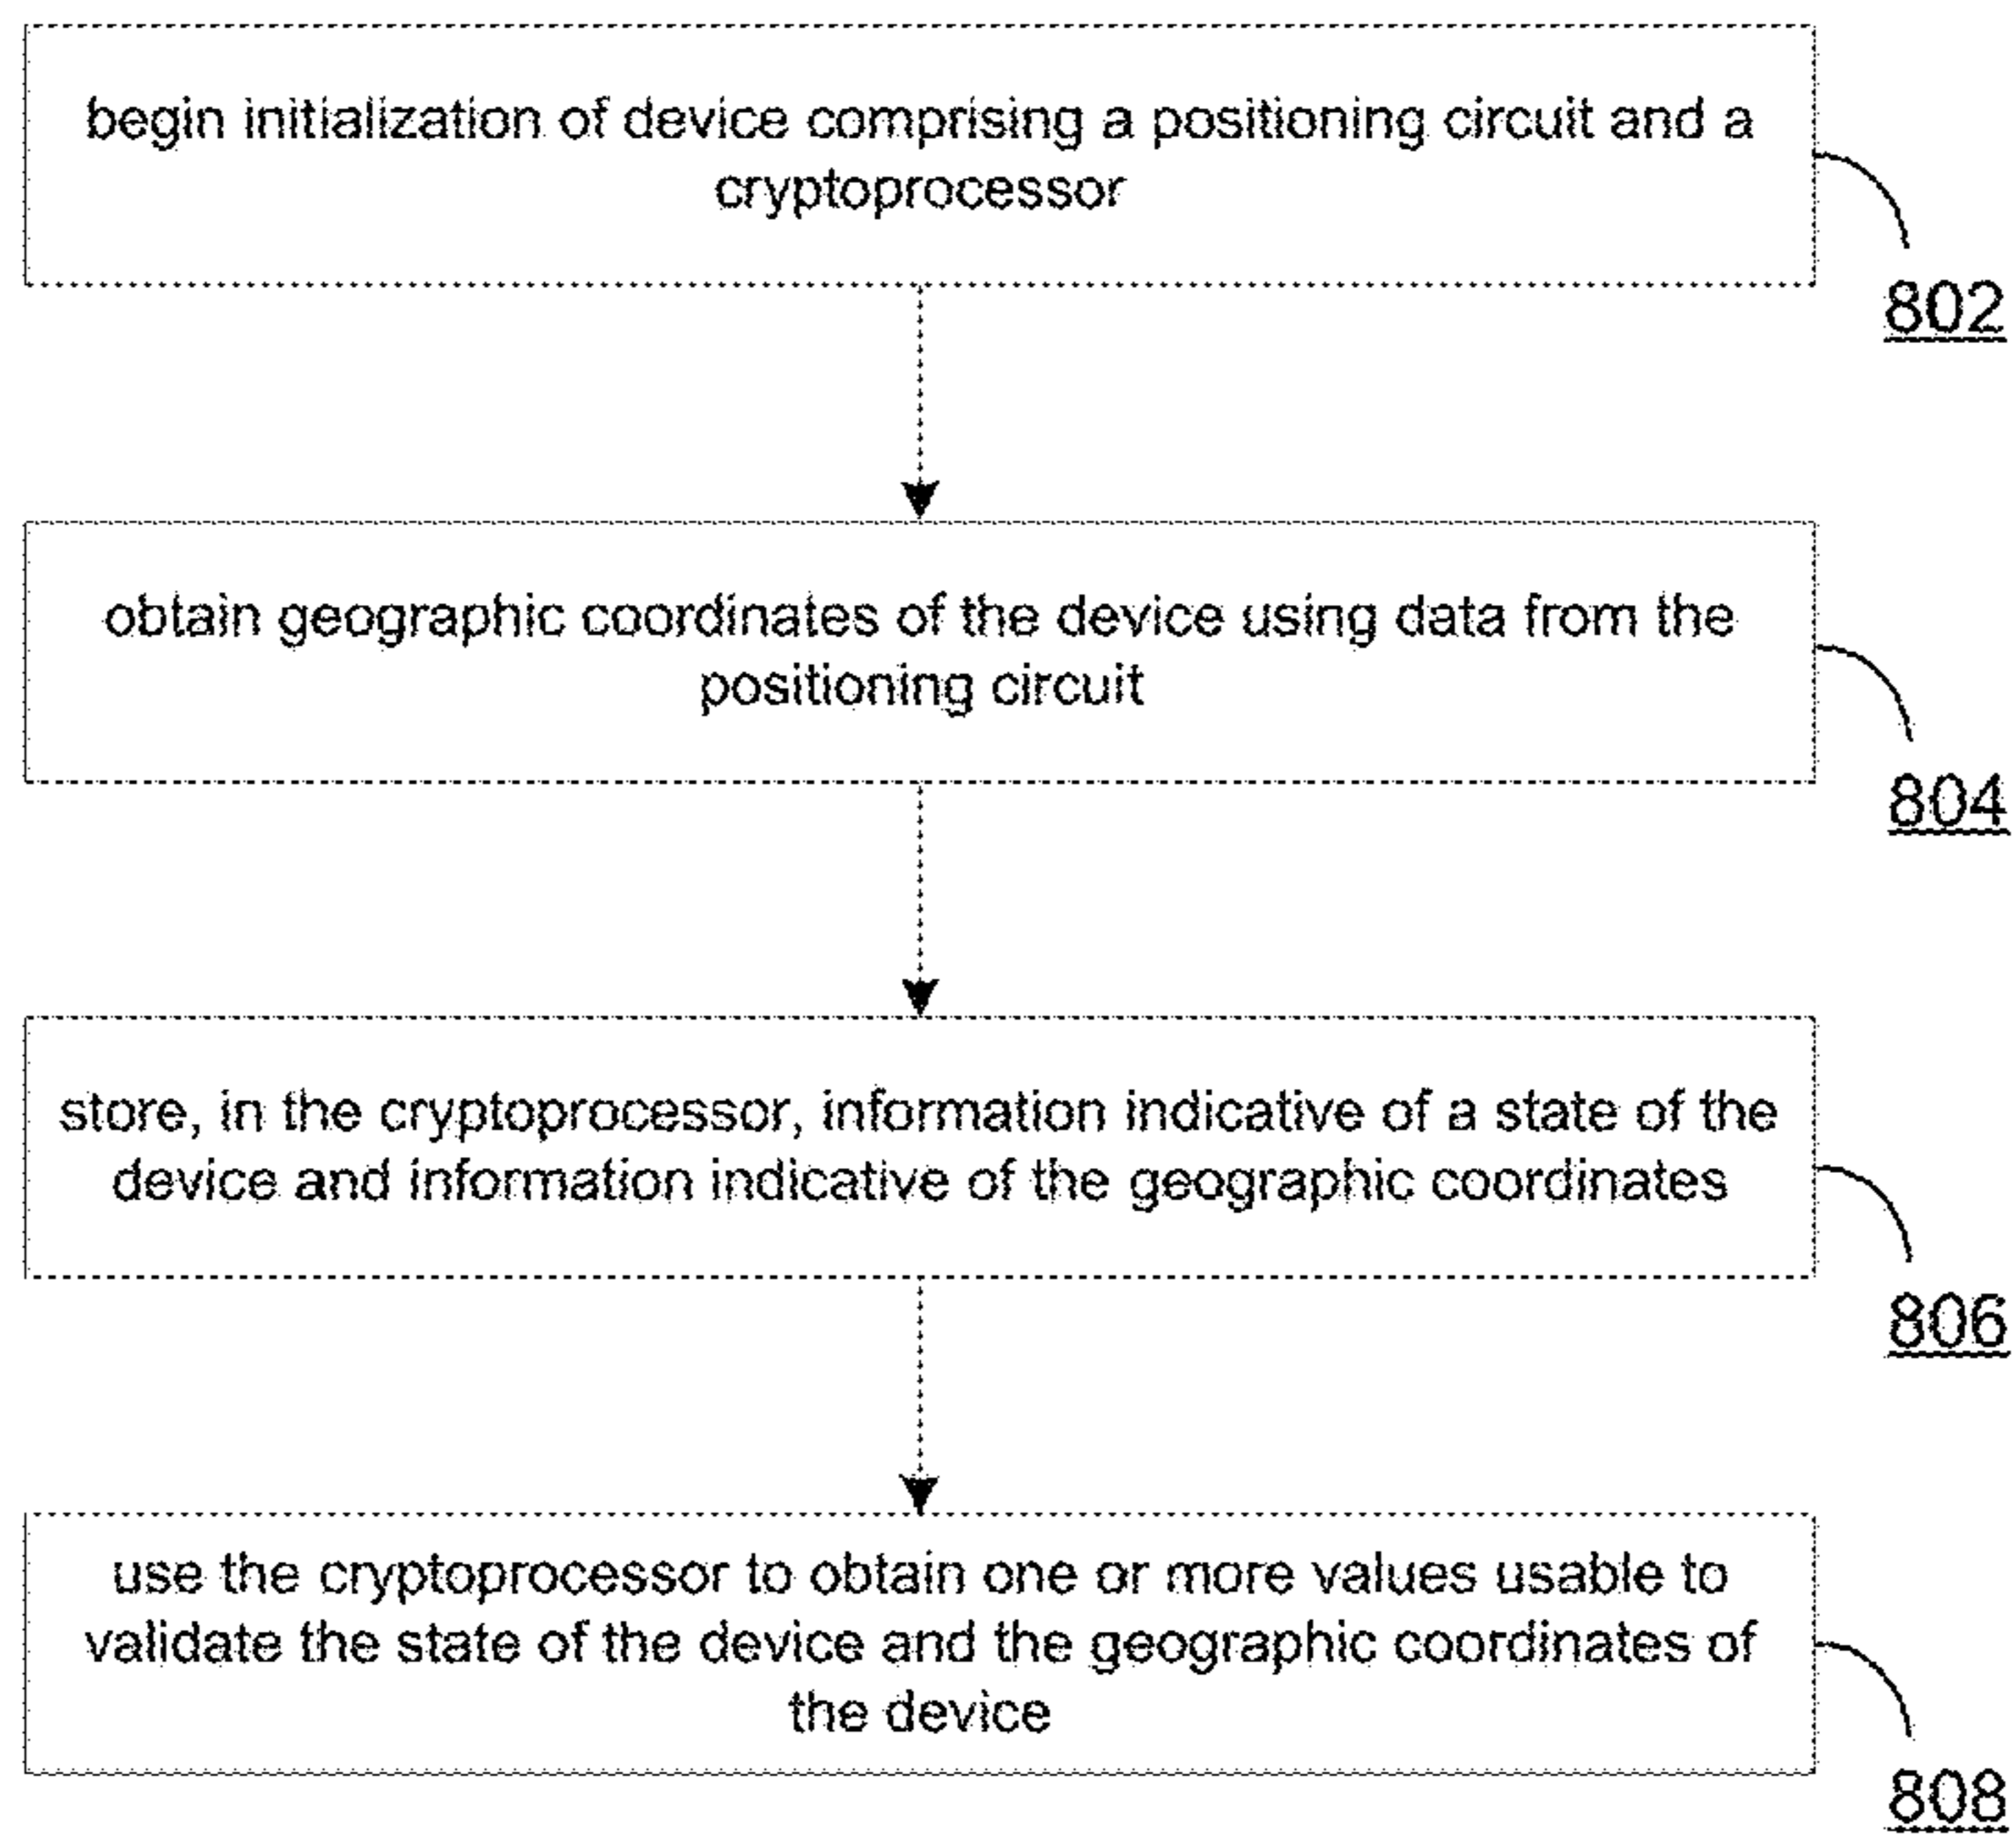 begin initialization of device comprising a positioning circuit and a
cryptoprocessor
802
obtain geographic coordinates of the device using data from the
positioning circuit
804
store, in the cryptoprocessor, information indicative of a state of the
device and information indicative of the geographic coordinates
806
use the cryptoprocessor to obtain one or more values usable to
validate the state of the device and the geographic coordinates of
the device
808